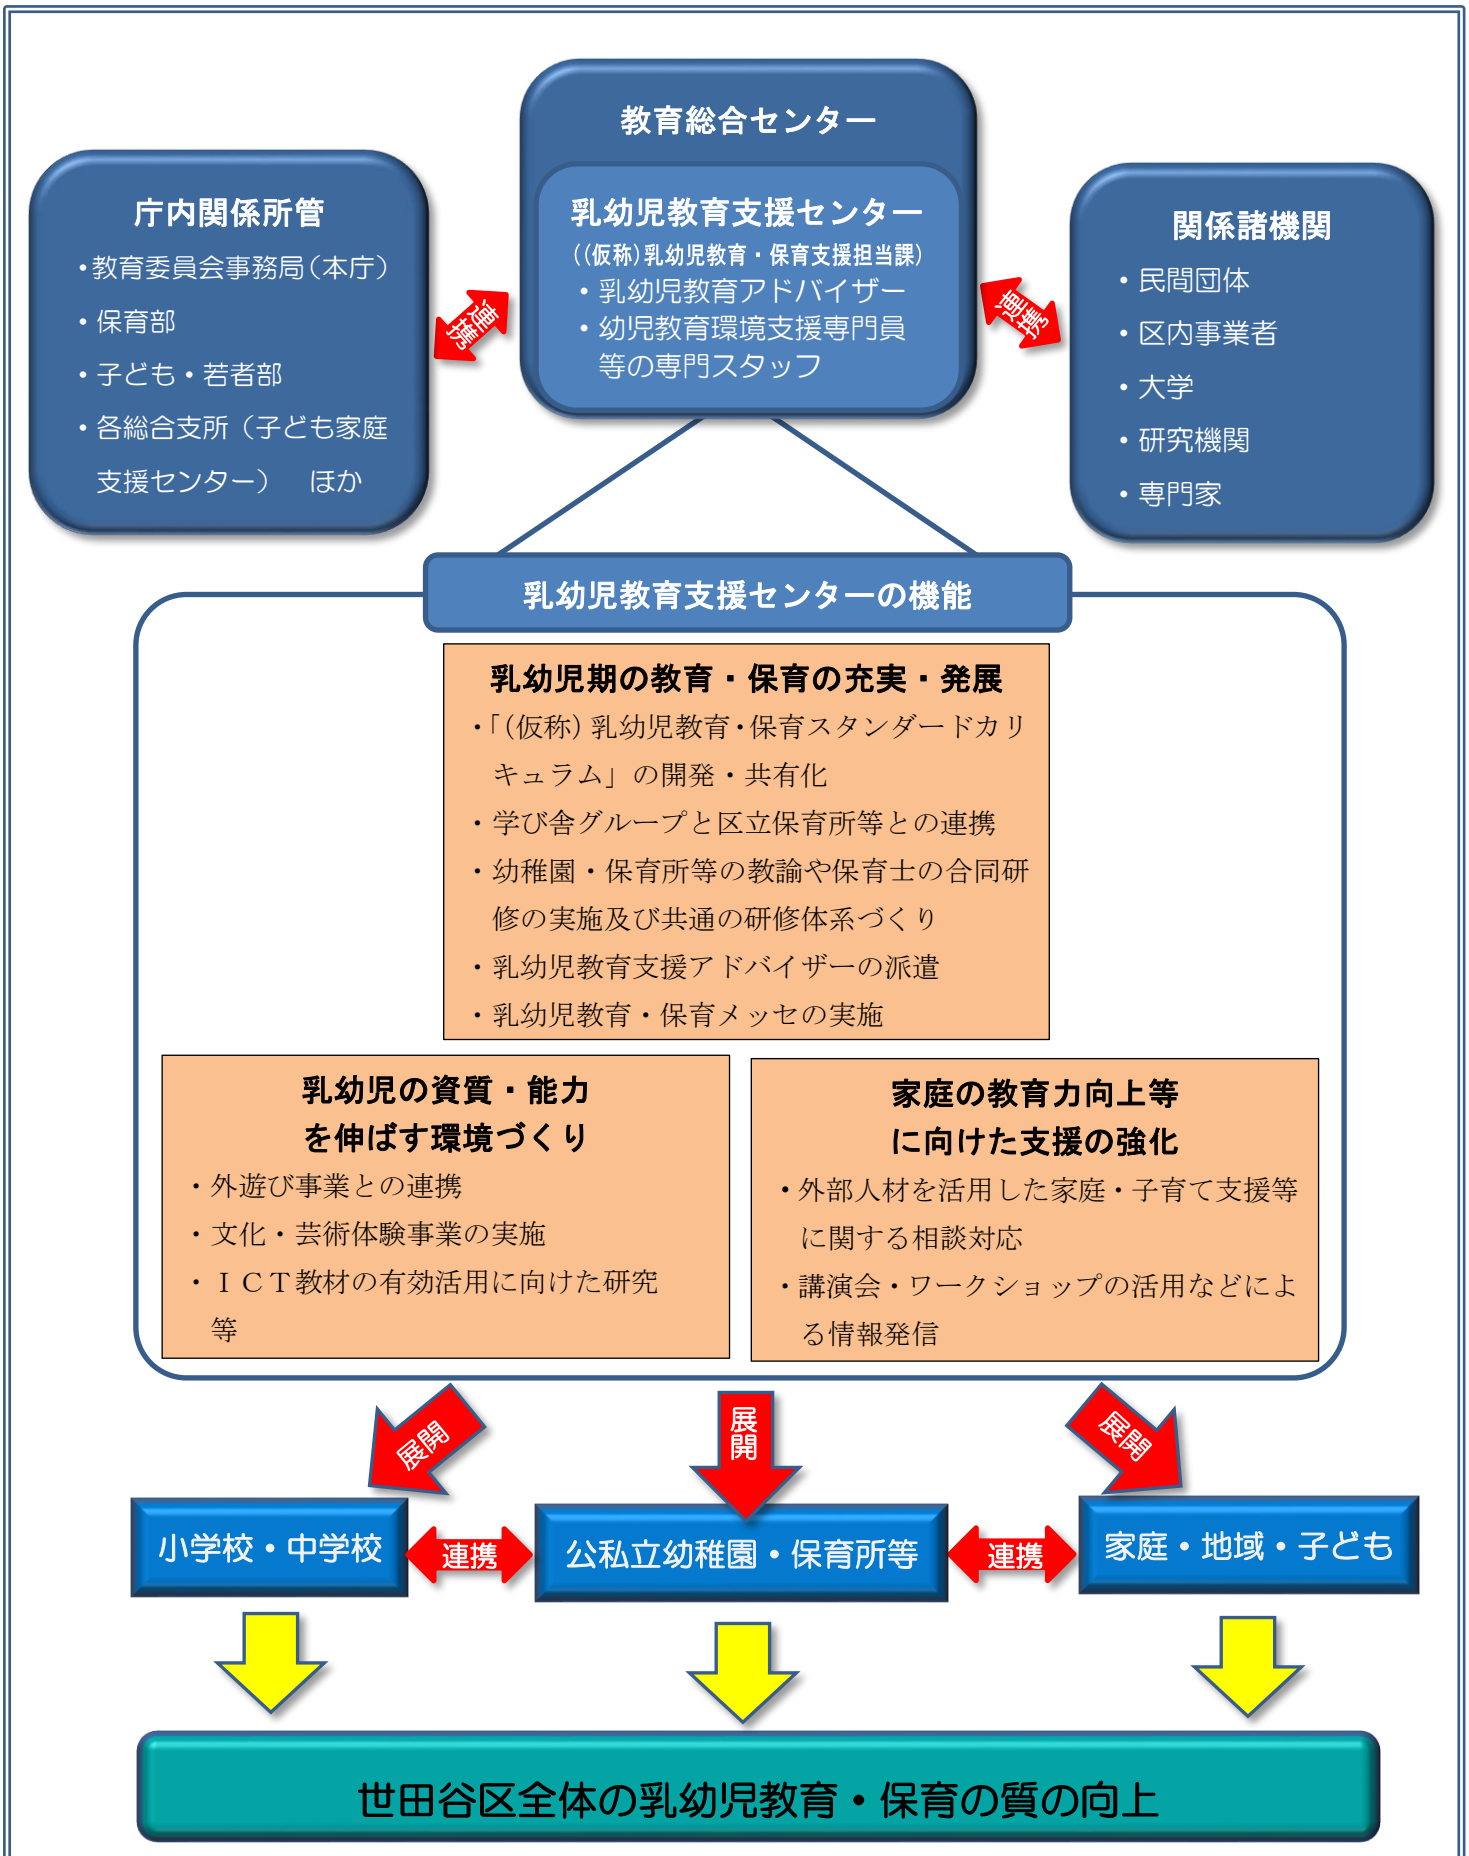 教育総合センター
乳幼児教育支援センター
((仮称)乳幼児教育・保育支援担当課)
・乳幼児教育アドバイザー
・幼児教育環境支援専門員
等の専門スタッフ
庁内関係所管
・教育委員会事務局(本庁)
・保育部
・子ども・若者部
・各総合支所(子ども家庭
支援センター) ほか
連携
連携
関係諸機関
・民間団体
・区内事業者
・大学
・研究機関
・専門家
乳幼児教育支援センターの機能
乳幼児期の教育・保育の充実・発展
・「(仮称)乳幼児教育・保育スタンダードカリ
キュラム」の開発・共有化
・学び舎グループと区立保育所等との連携
・幼稚園・保育所等の教諭や保育士の合同研
修の実施及び共通の研修体系づくり
・乳幼児教育支援アドバイザーの派遣
・乳幼児教育・保育メッセの実施
乳幼児の資質・能力
を伸ばす環境づくり
・外遊び事業との連携
・文化・芸術体験事業の実施
・ＩＣＴ教材の有効活用に向けた研究
等
家庭の教育力向上等
に向けた支援の強化
・外部人材を活用した家庭・子育て支援等
に関する相談対応
・講演会・ワークショップの活用などによ
る情報発信
展開
展開
展開
小学校・中学校
連携
公私立幼稚園・保育所等
連携
家庭・地域・子ども
世田谷区全体の乳幼児教育・保育の質の向上